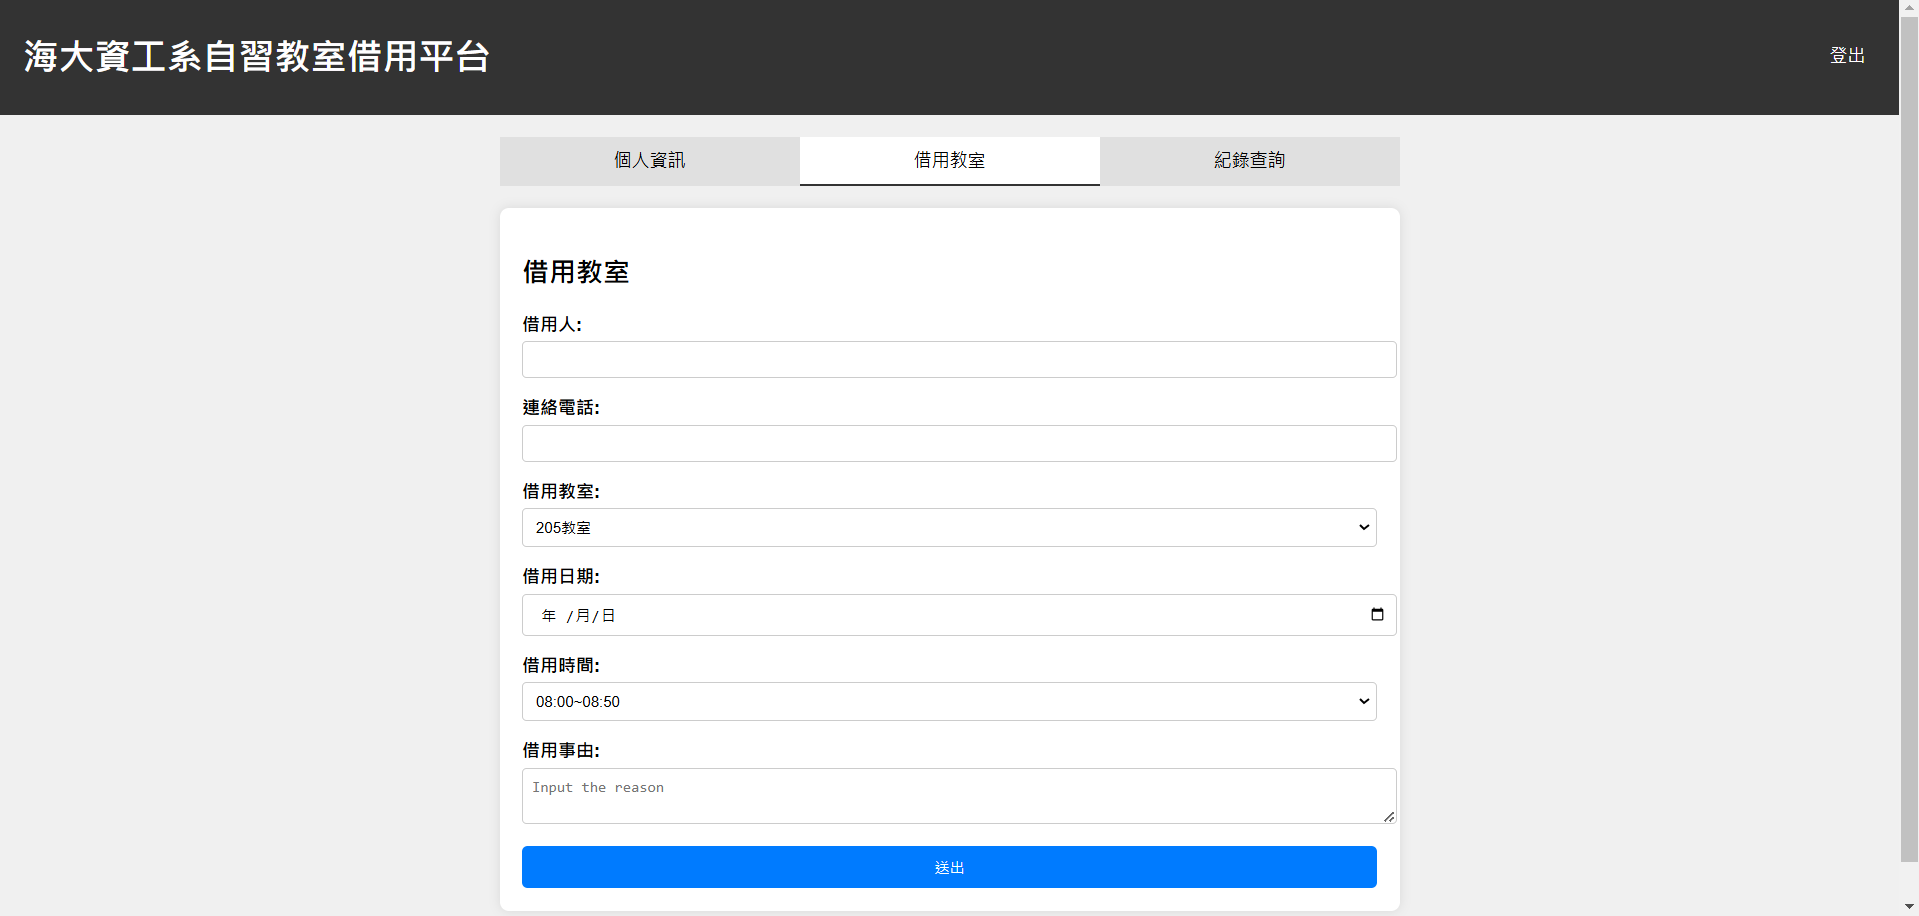 海大資工系自習教室借用平台
登出
個人資訊
借用教室
紀錄查詢
借用教室
借用人:
連絡電話:
借用教室:
205教室
借用日期:
年 /月/日
借用時間:
08:00~08:50
借用事由:
Input the reason
送出